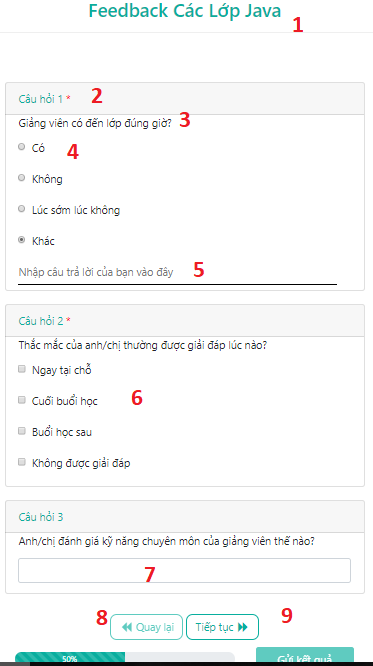 Feedback Các Lớp Java
1
Câu hỏi 1 * 2
Giảng viên có đến lớp đúng giờ? 3
Có 4
Không
Lúc sớm lúc không
Khác
Nhập câu trả lời của bạn vào đây 5
Câu hỏi 2 *
Thắc mắc của anh/chị thường được giải đáp lúc nào?
Ngay tại chỗ
Cuối buổi học 6
Buổi học sau
Không được giải đáp
Câu hỏi 3
Anh/chị đánh giá kỹ năng chuyên môn của giảng viên thế nào?
7
8 Quay lại Tiếp tục 9
50% Gửi kết quả